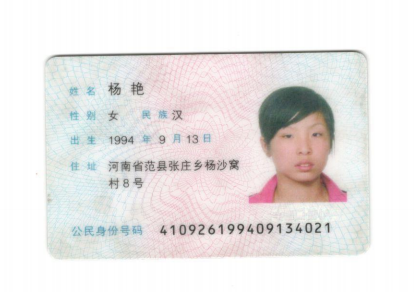 姓名 杨艳
性别 女 民族 汉
出生 1994 年 9 月 13 日
住址 河南省范县张庄乡杨沙窝
村8号
公民身份号码 410926199409134021